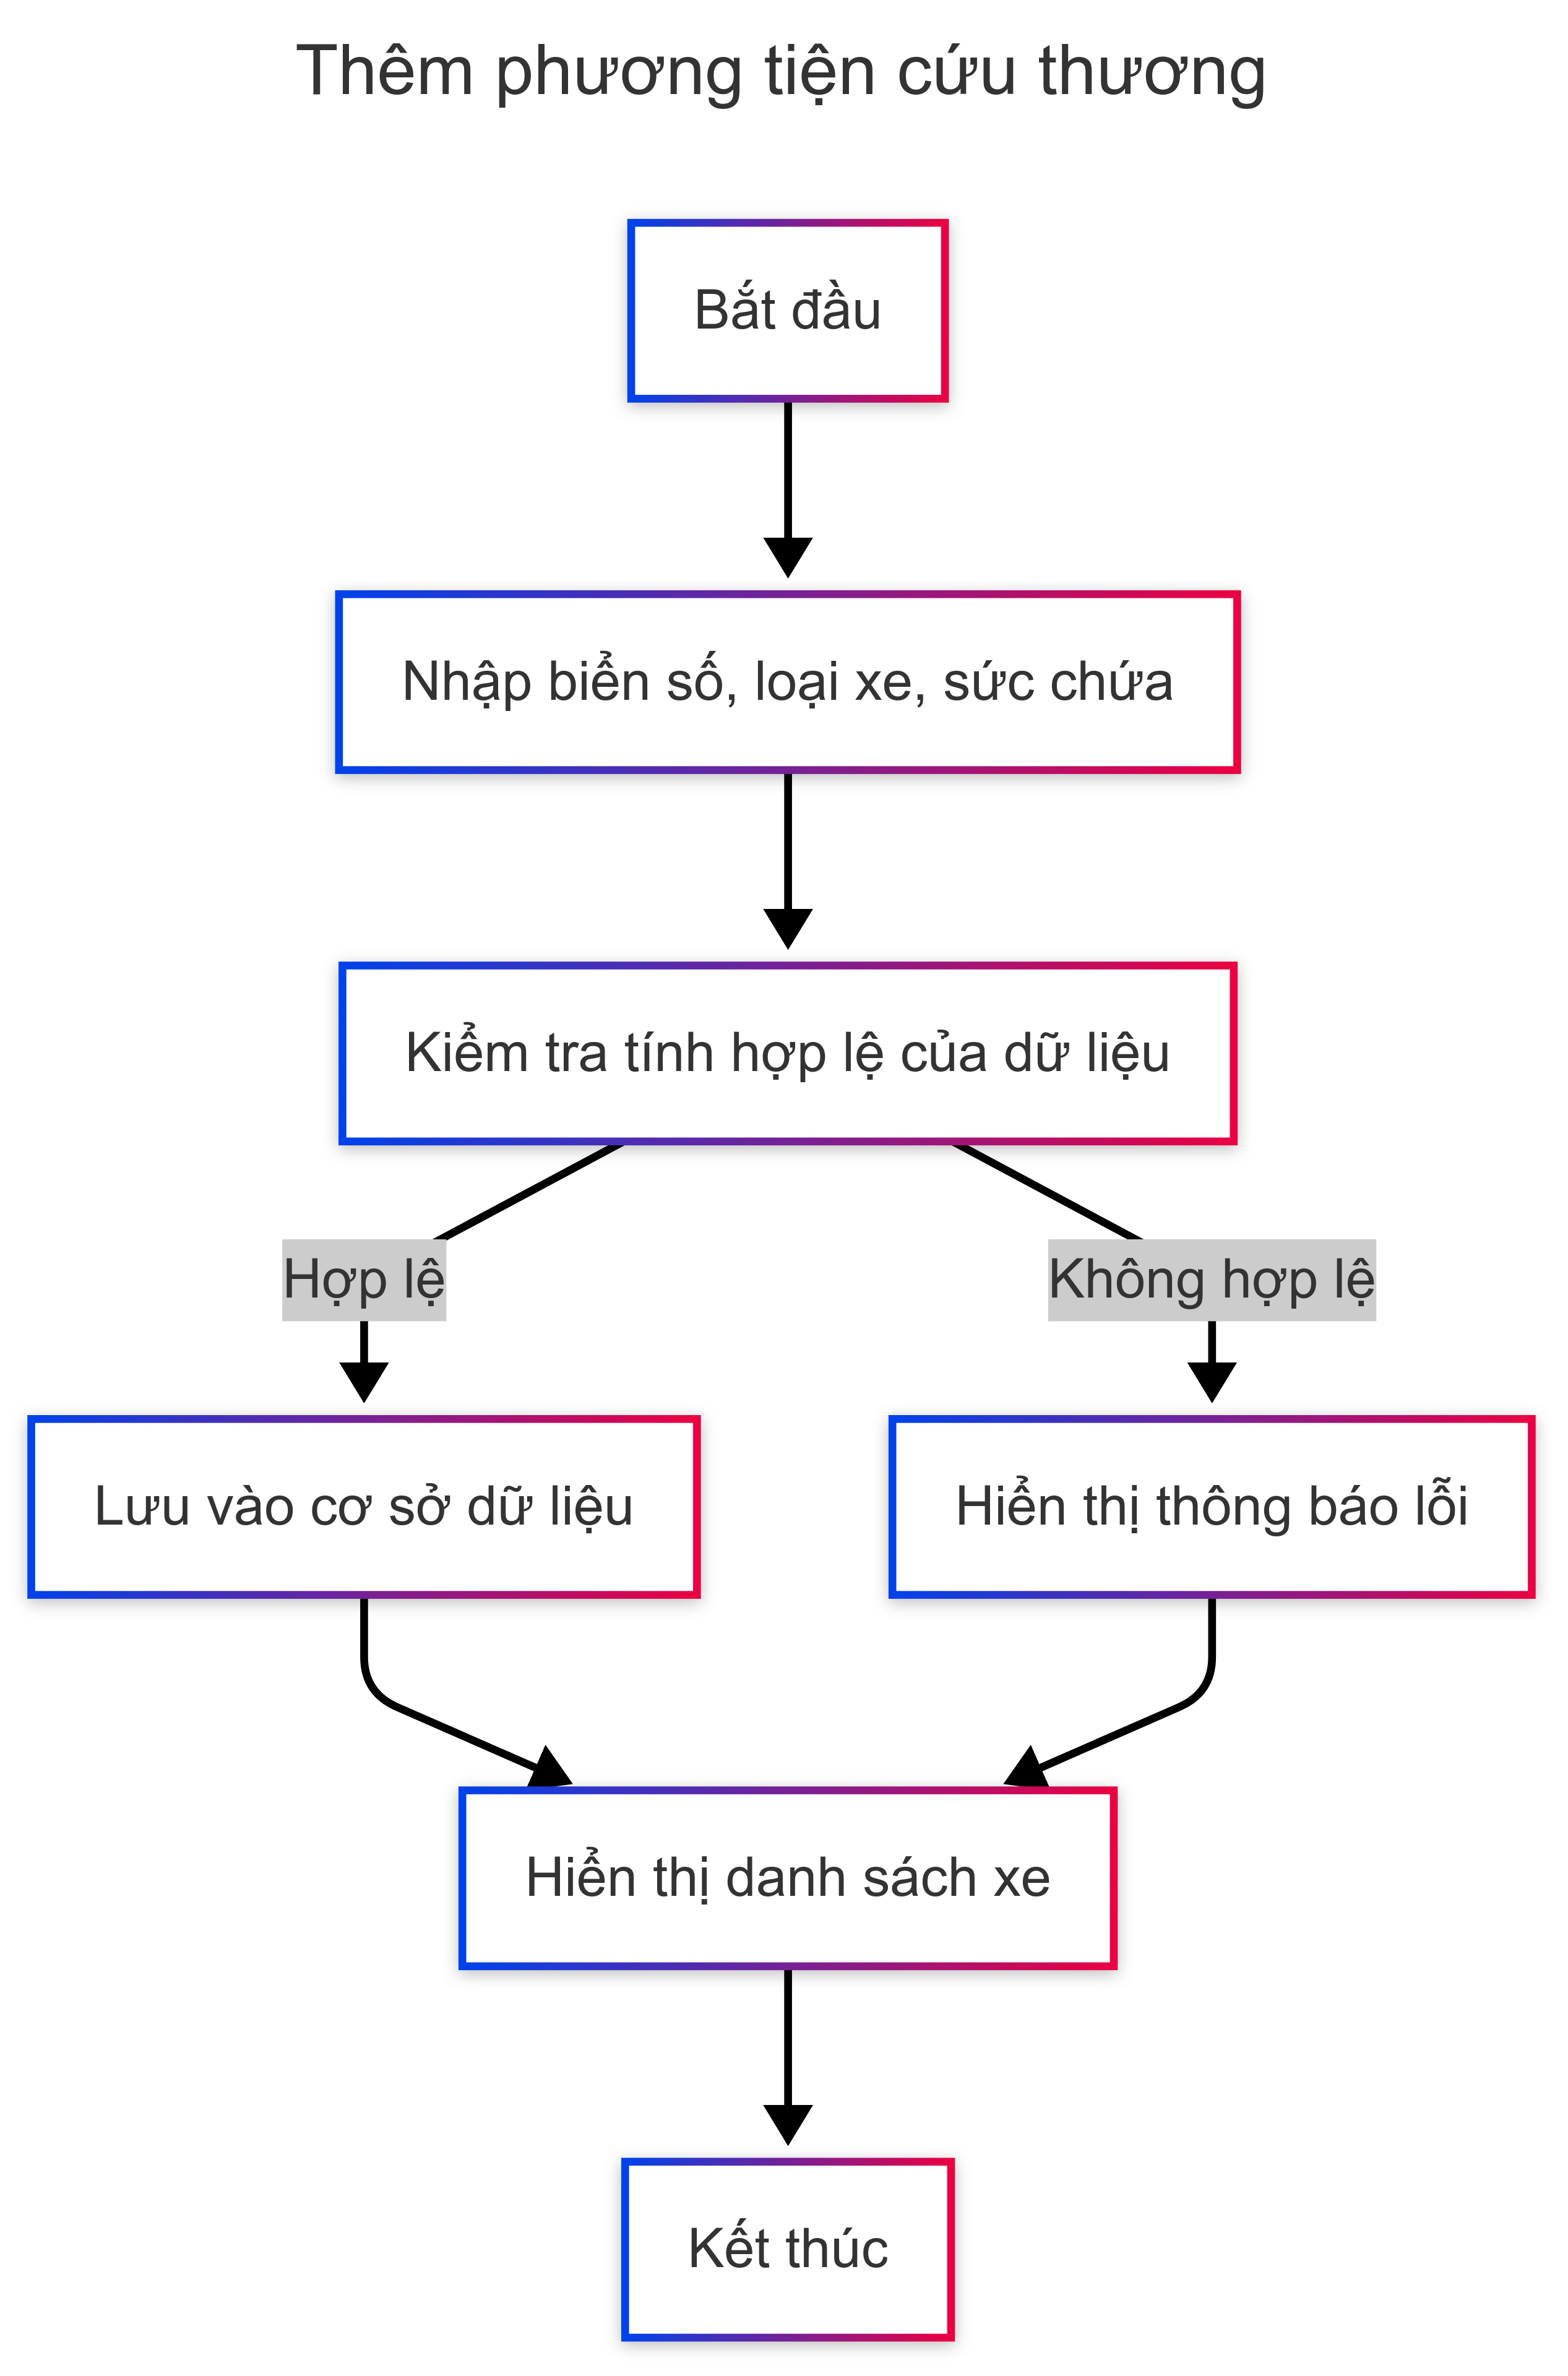 Thêm phương tiện cứu thương
Bắt đầu
Nhập biển số, loại xe, sức chứa
Kiểm tra tính hợp lệ của dữ liệu
Hợp lệ
Không hợp lệ
Lưu vào cơ sở dữ liệu
Hiển thị thông báo lỗi
Hiển thị danh sách xe
Kết thúc